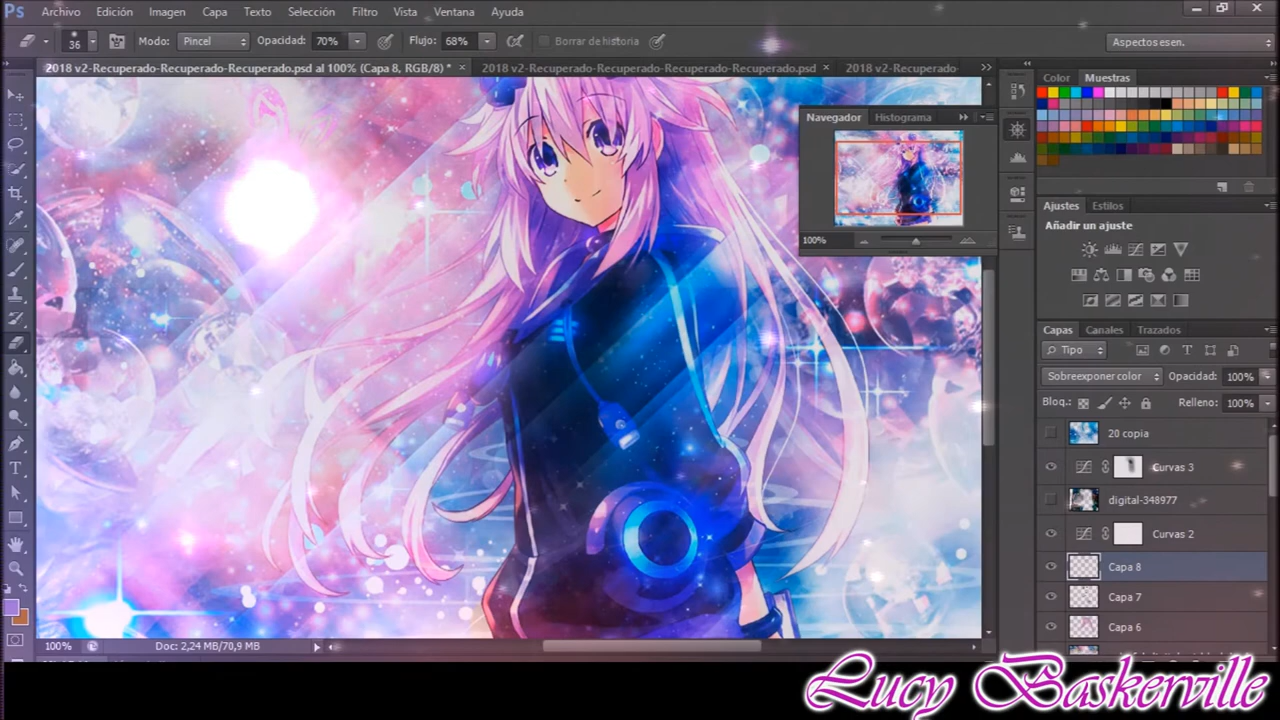 Ps Archivo Edición Imagen Capa Texto Selección Filtro Vista Ventana Ayuda
36 Modo: Pincel Opacidad: 70% Flujo: 68% Borrar de historia Aspectos esen.
2018 v2-Recuperado-Recuperado-Recuperado.psd al 100% (Capa 8, RGB/8) * × 2018 v2-Recuperado-Recuperado-Recuperado.psd × 2018 v2-Recuperado
Color Muestras
Navegador Histograma
100%
Ajustes Estilos
Añadir un ajuste
Capas Canales Trazados
Tipo
Sobreexponer color Opacidad: 100%
Bloq.: Relleno: 100%
20 copia
Curvas 3
digital-348977
Curvas 2
Capa 8
Capa 7
Capa 6
100% Doc: 2,24 MB/70,9 MB
Lucy Baskerville